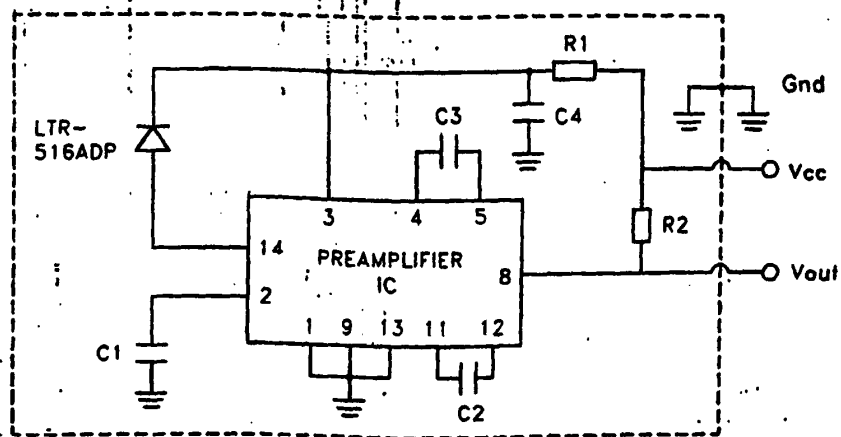 R1
Gnd
LTR-
516ADP
C3
C4
Vcc
3
4
5
R2
14
PREAMPLIFIER
IC
8
Vout
2
1
9
13
11
12
C1
C2